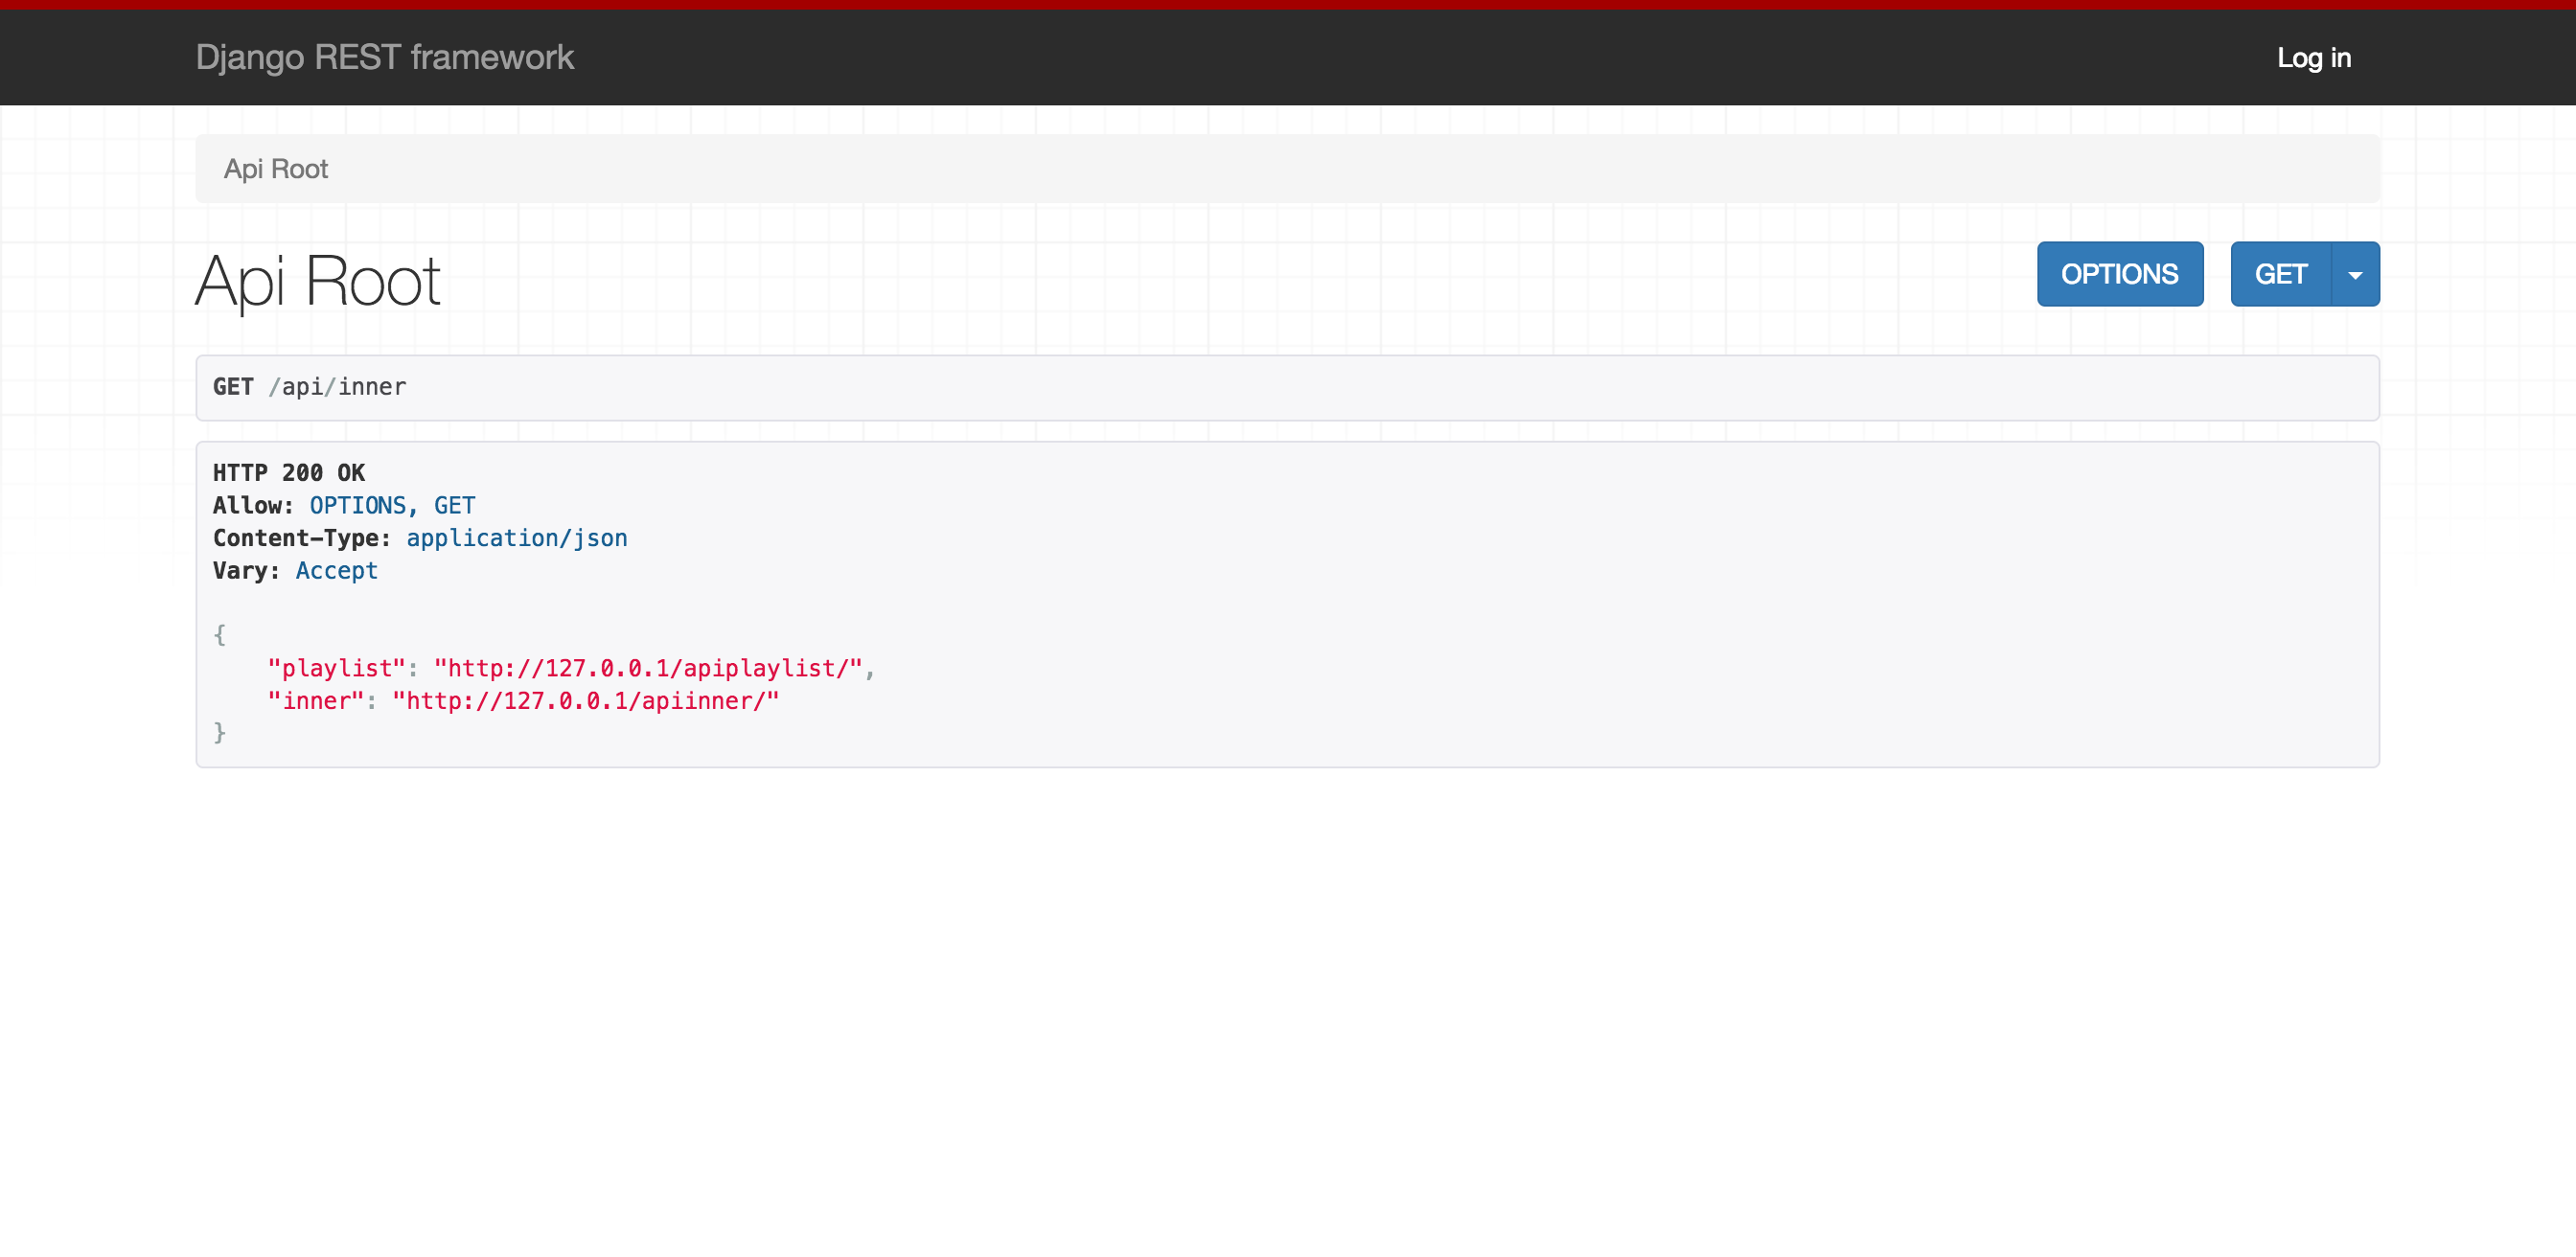 Django REST framework
Log in
Api Root
Api Root
OPTIONS
GET
GET /api/inner
HTTP 200 OK
Allow: OPTIONS, GET
Content-Type: application/json
Vary: Accept
{
    "playlist": "http://127.0.0.1/apiplaylist/",
    "inner": "http://127.0.0.1/apiinner/"
}